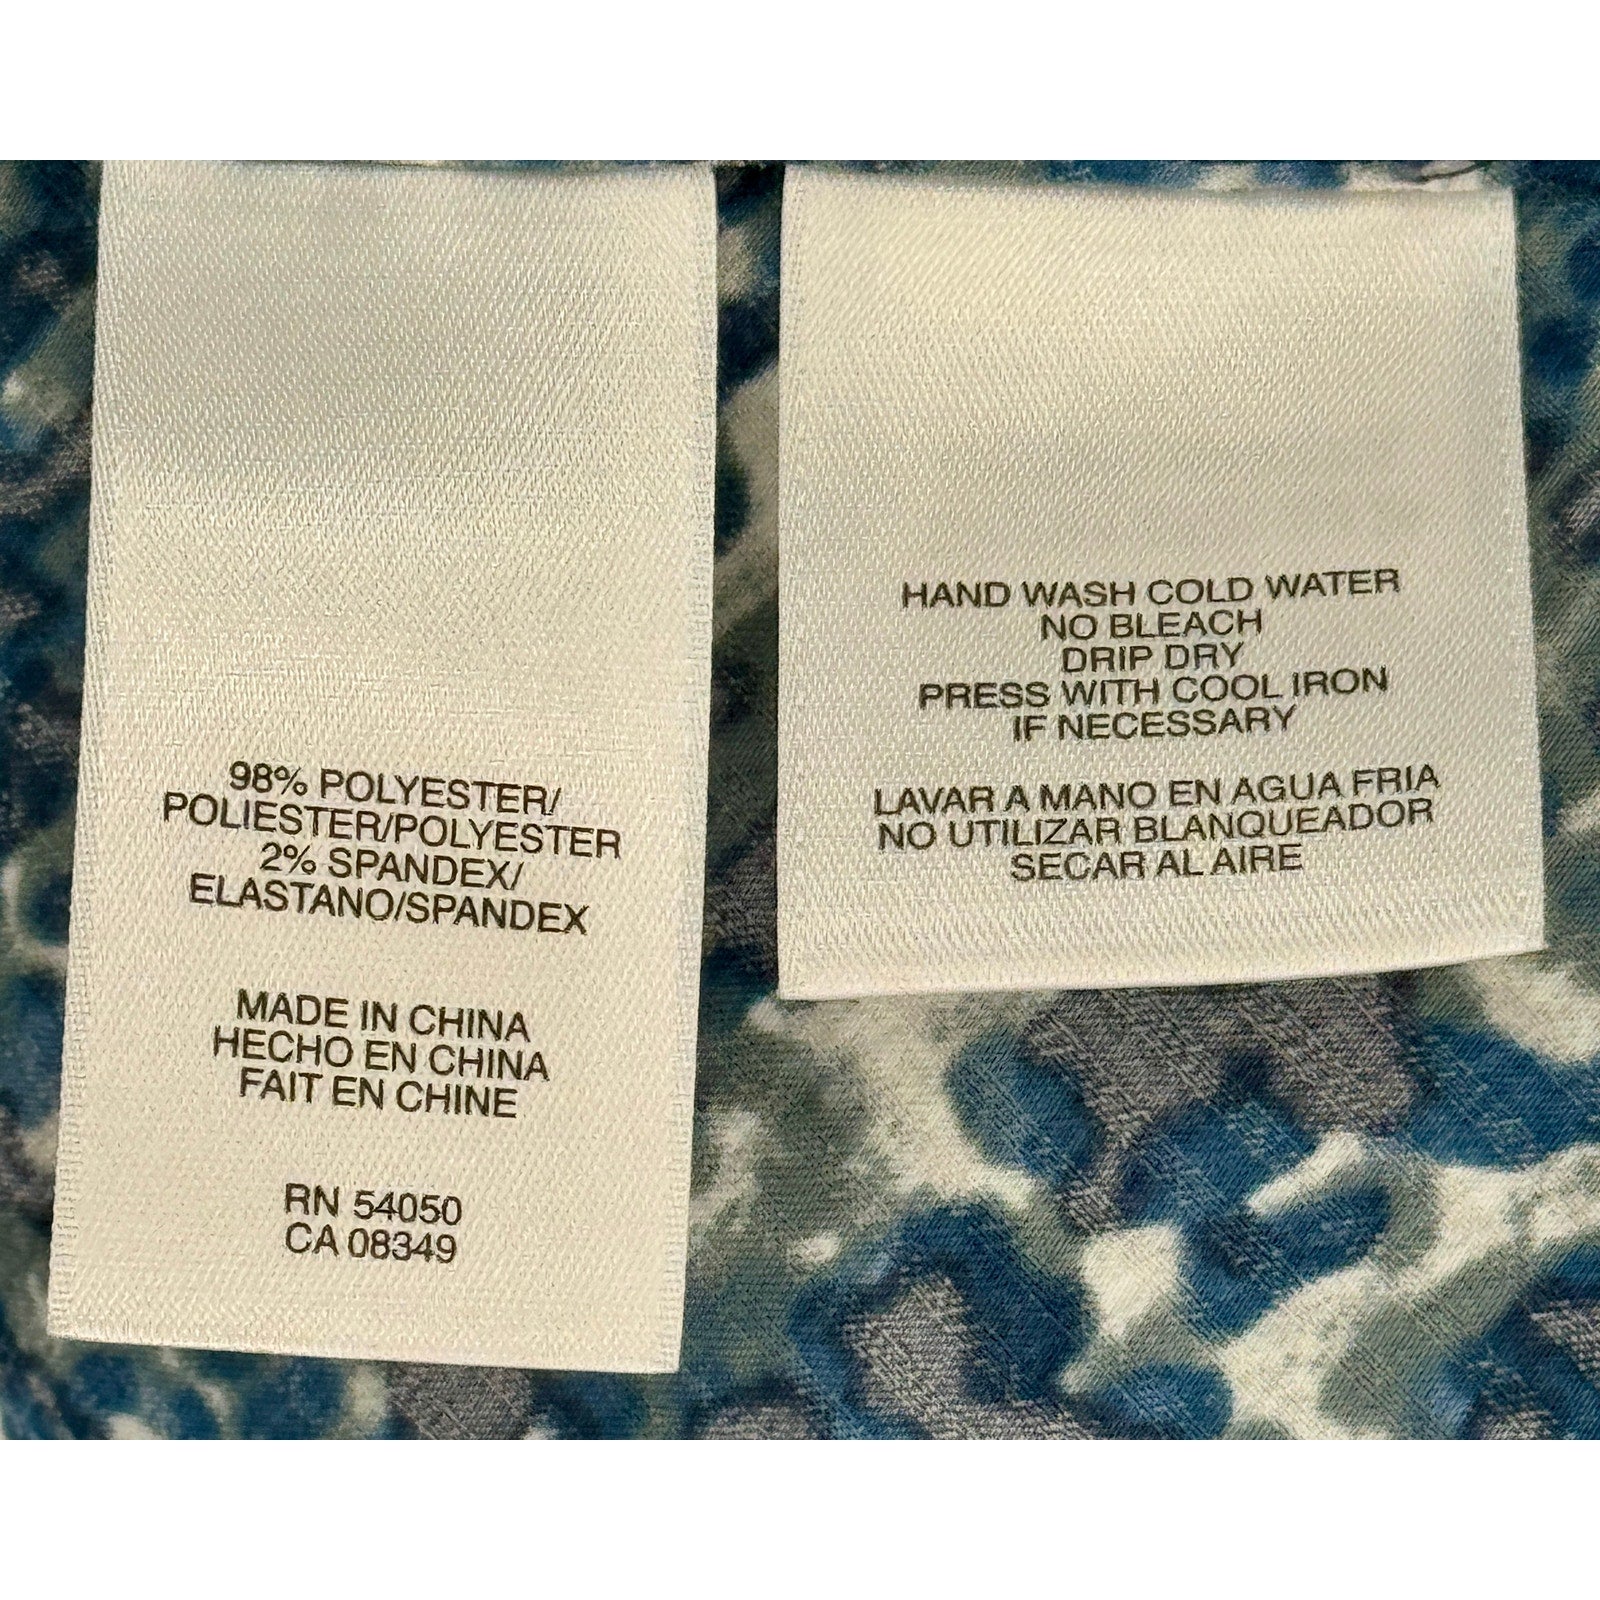 98% POLYESTER/
POLIESTER/POLYESTER
2% SPANDEX/
ELASTANO/SPANDEX
MADE IN CHINA
HECHO EN CHINA
FAIT EN CHINE
RN 54050
CA 08349
HAND WASH COLD WATER
NO BLEACH
DRIP DRY
PRESS WITH COOL IRON
IF NECESSARY
LAVAR A MANO EN AGUA FRIA
NO UTILIZAR BLANQUEADOR
SECAR AL AIRE